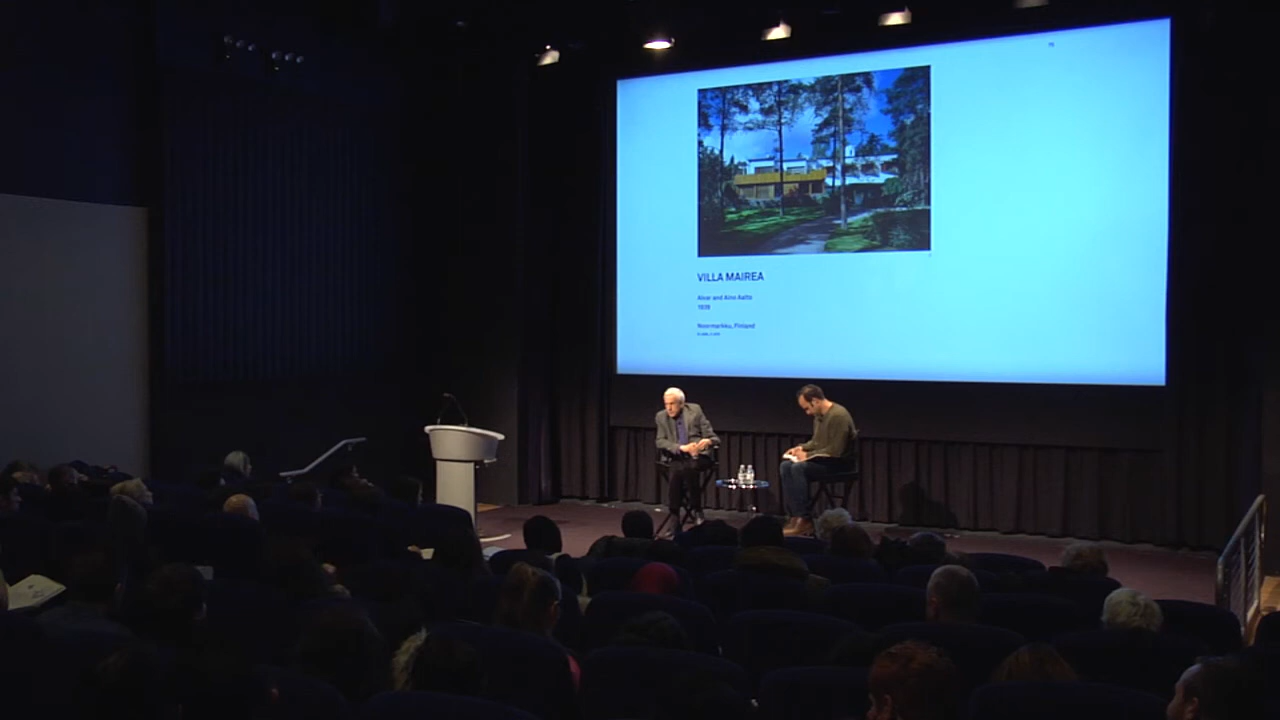 VILLA MAIREA
Alvar and Aino Aalto
1939
Noormarkku, Finland